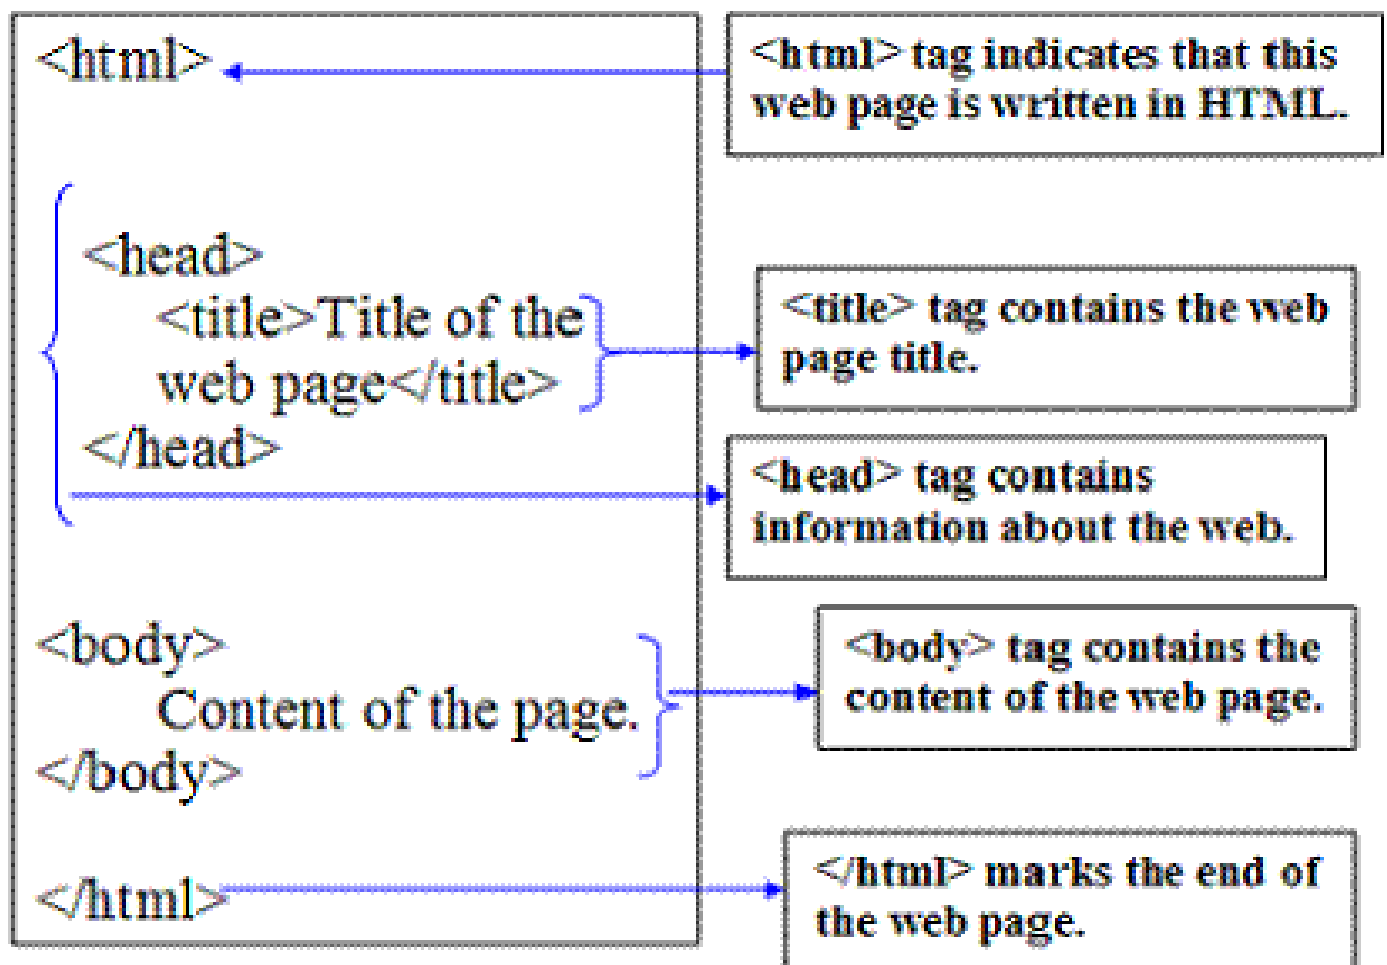 <html>
<html> tag indicates that this
web page is written in HTML.
<head>
<title>Title of the
web page</title>
</head>
<title> tag contains the web
page title.
<head> tag contains
information about the web.
<body>
Content of the page.
</body>
<body> tag contains the
content of the web page.
</html>
</html> marks the end of
the web page.